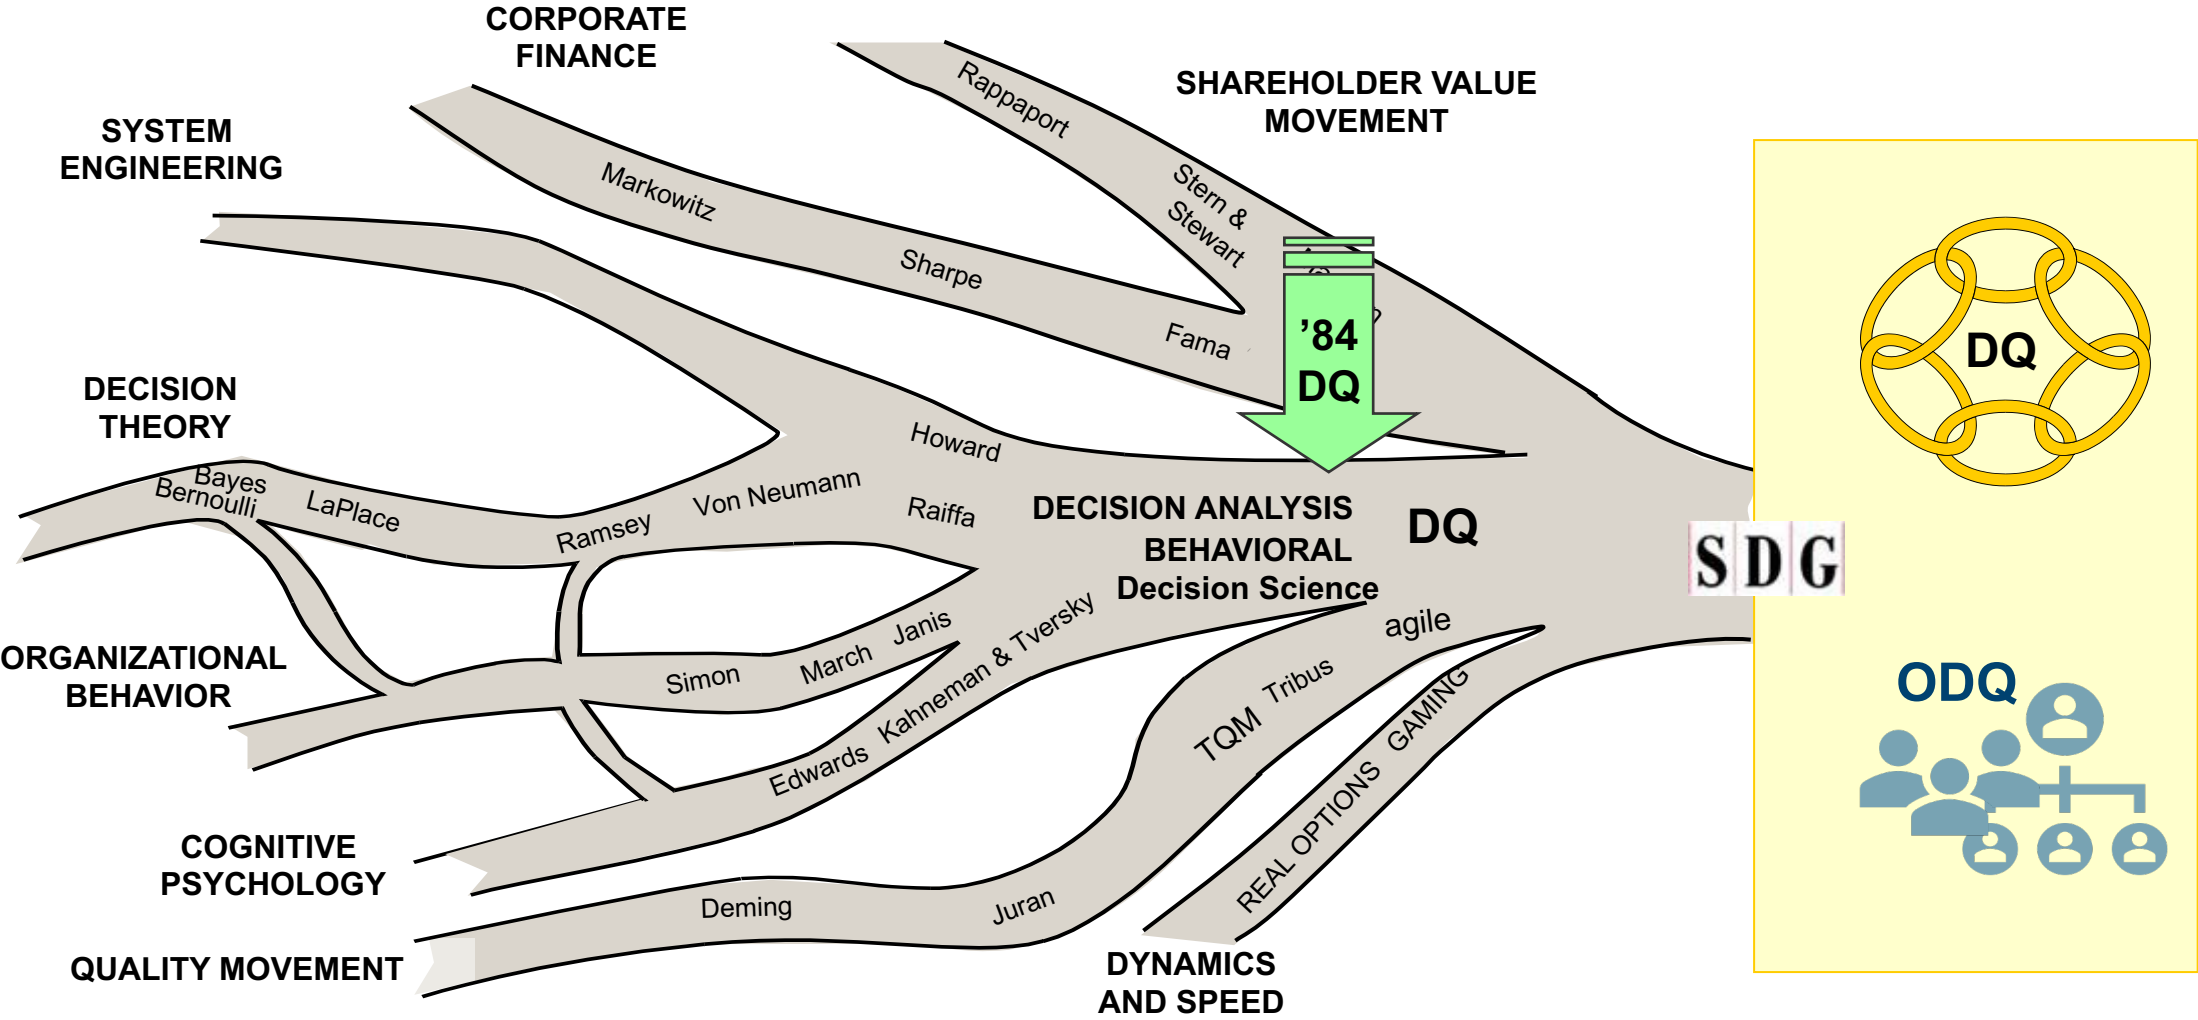 CORPORATE
FINANCE
SHAREHOLDER VALUE
MOVEMENT
SYSTEM
ENGINEERING
Rappaport
Stern &
Stewart
Markowitz
Sharpe
Fama
’84
DQ
DQ
DECISION
THEORY
Bayes
Bernoulli
LaPlace
Ramsey
Von Neumann
Howard
Raiffa
DECISION ANALYSIS
BEHAVIORAL
Decision Science
DQ
SDG
ORGANIZATIONAL
BEHAVIOR
Simon
March
Janis
Edwards
Kahneman & Tversky
agile
Tribus
TQM
GAMING
REAL OPTIONS
ODQ
COGNITIVE
PSYCHOLOGY
Deming
Juran
QUALITY MOVEMENT
DYNAMICS
AND SPEED